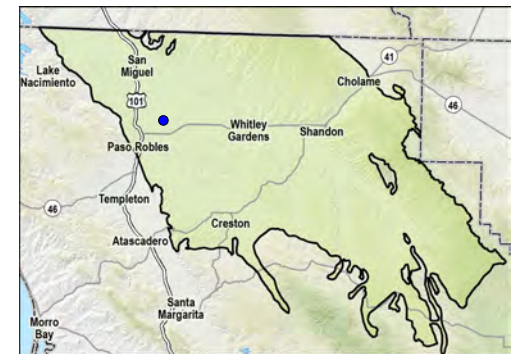 San
Miguel
Lake
Nacimiento
41
Cholame
101
46
Whitley
Gardens
Shandon
Paso Robles
Templeton
46
Creston
Atascadero
Santa
Margarita
Morro
Bay